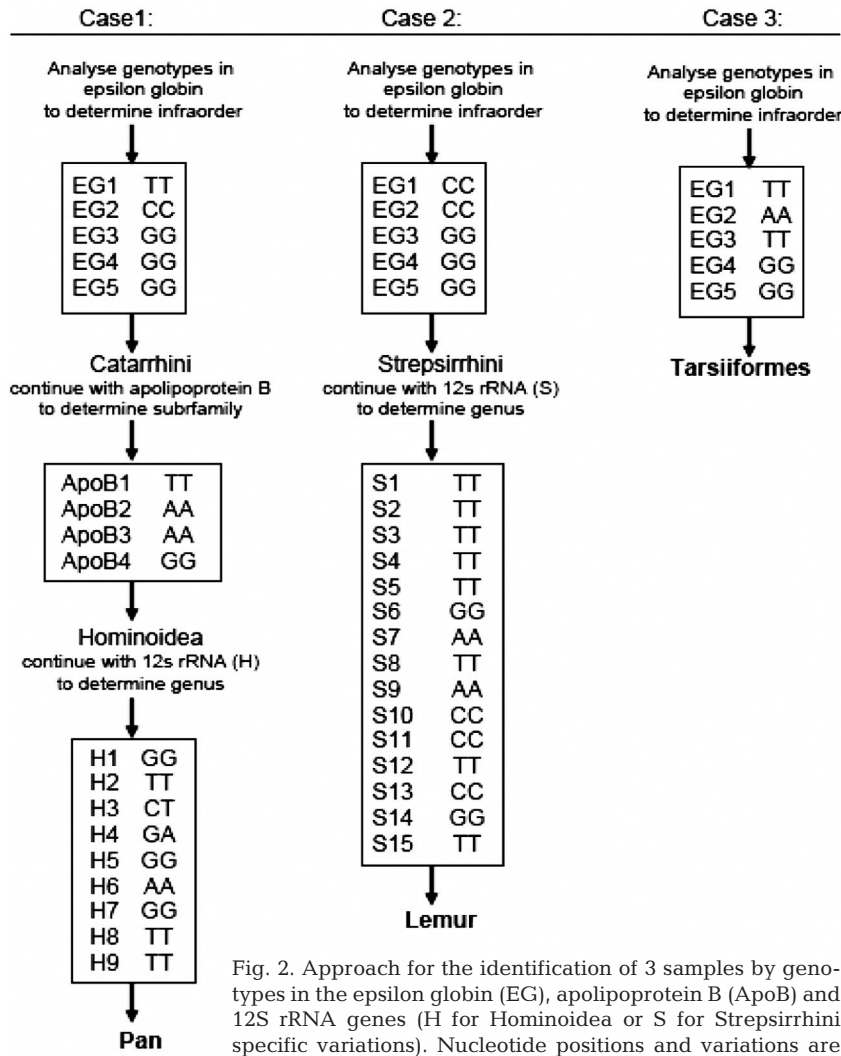 Case1:
Case 2:
Case 3:
Analyse genotypes in
epsilon globin
to determine infraorder
EG1 TT
EG2 CC
EG3 GG
EG4 GG
EG5 GG
Catarrhini
continue with apolipoprotein B
to determine subrfamily
ApoB1 TT
ApoB2 AA
ApoB3 AA
ApoB4 GG
Hominoidea
continue with 12s rRNA (H)
to determine genus
H1 GG
H2 TT
H3 CT
H4 GA
H5 GG
H6 AA
H7 GG
H8 TT
H9 TT
Pan
Analyse genotypes in
epsilon globin
to determine infraorder
EG1 CC
EG2 CC
EG3 GG
EG4 GG
EG5 GG
Strepsirrhini
continue with 12s rRNA (S)
to determine genus
S1 TT
S2 TT
S3 TT
S4 TT
S5 TT
S6 GG
S7 AA
S8 TT
S9 AA
S10 CC
S11 CC
S12 TT
S13 CC
S14 GG
S15 TT
Lemur
Analyse genotypes in
epsilon globin
to determine infraorder
EG1 TT
EG2 AA
EG3 TT
EG4 GG
EG5 GG
Tarsiiformes
Fig. 2. Approach for the identification of 3 samples by geno-
types in the epsilon globin (EG), apolipoprotein B (ApoB) and
12S rRNA genes (H for Hominoidea or S for Strepsirrhini
specific variations). Nucleotide positions and variations are